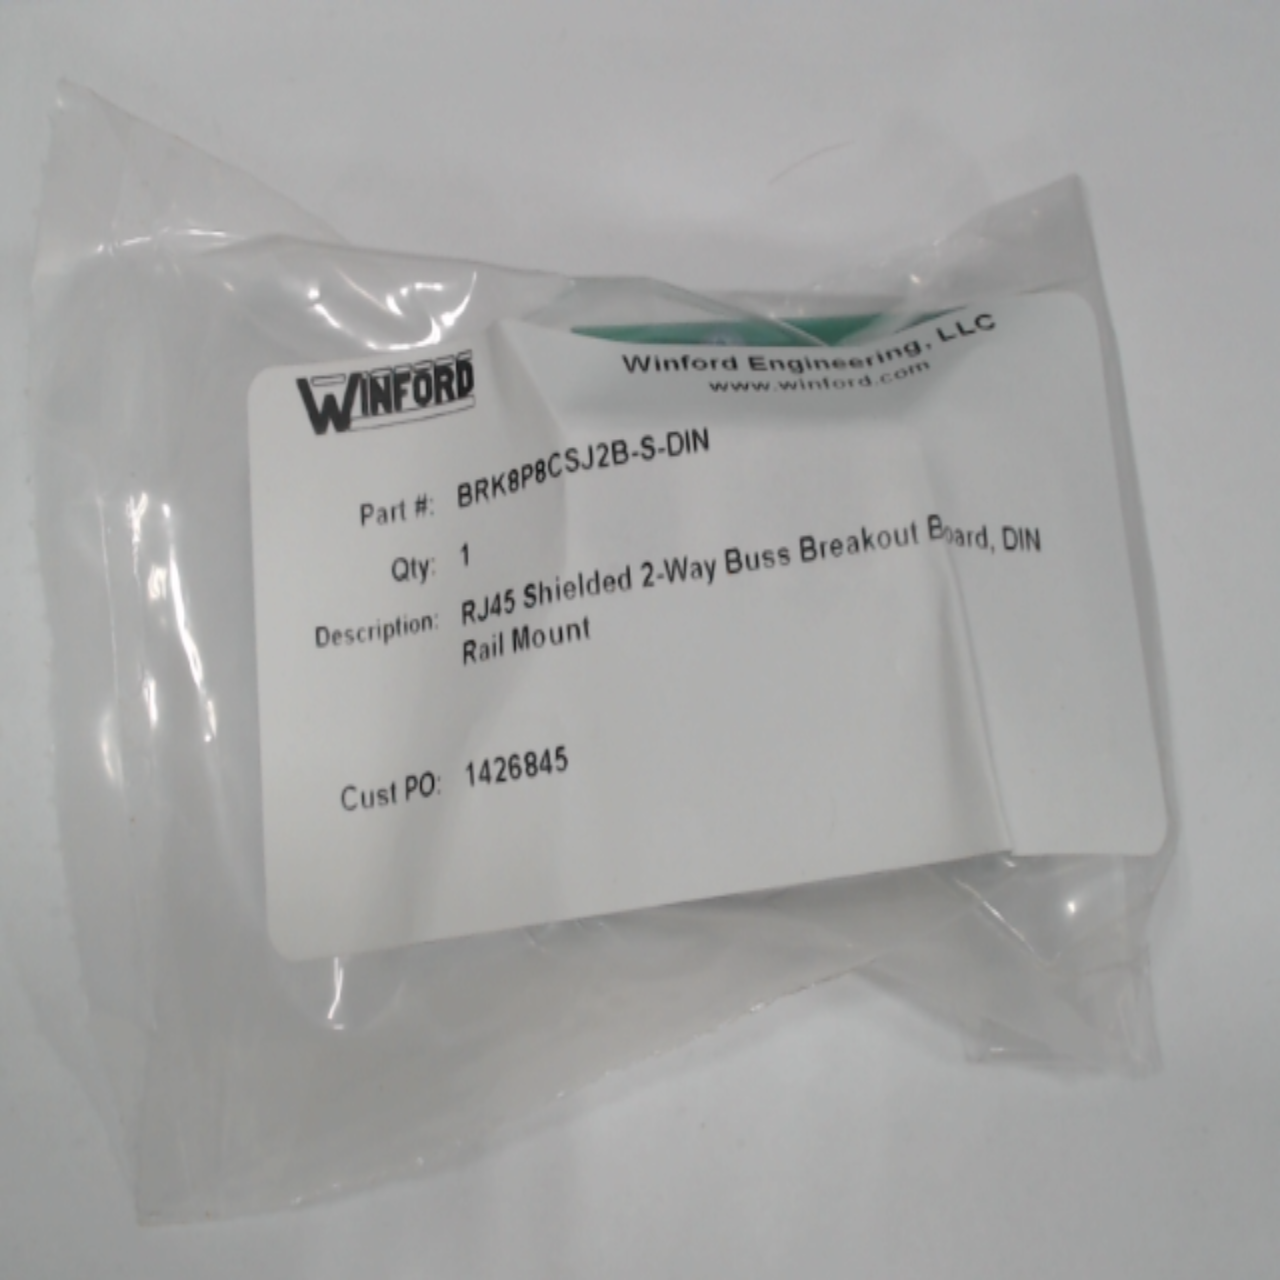 WINFORD
Winford Engineering, LLC
www.winford.com
Part #: BRK8P8CSJ2B-S-DIN
Qty: 1
Description: RJ45 Shielded 2-Way Buss Breakout Board, DIN
Rail Mount
Cust PO: 1426845